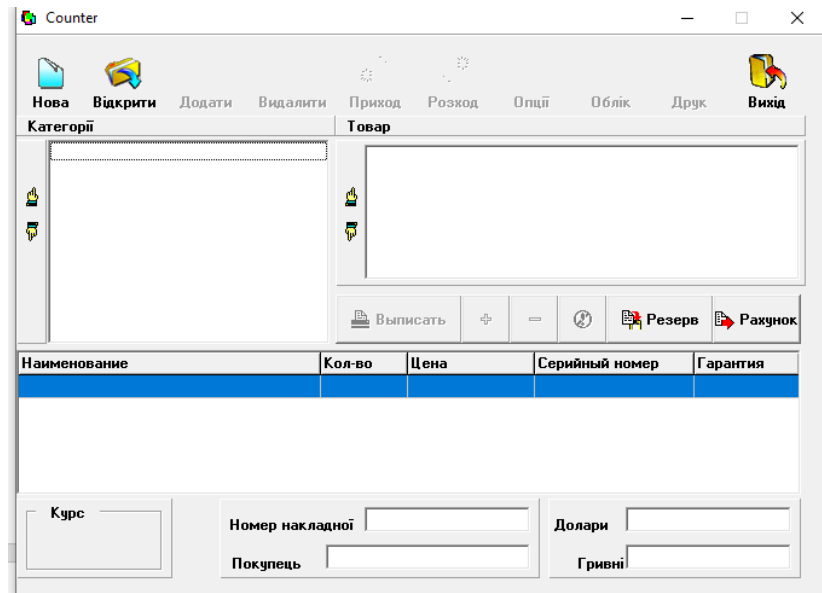 Counter
Нова Відкрити Додати Видалити Приход Розход Опції Облік Друк Вихід
Категорії Товар
Выписать Резерв Рахунок
Наименование Кол-во Цена Серийный номер Гарантия
Курс
Номер накладної Долари
Покупець Гривні